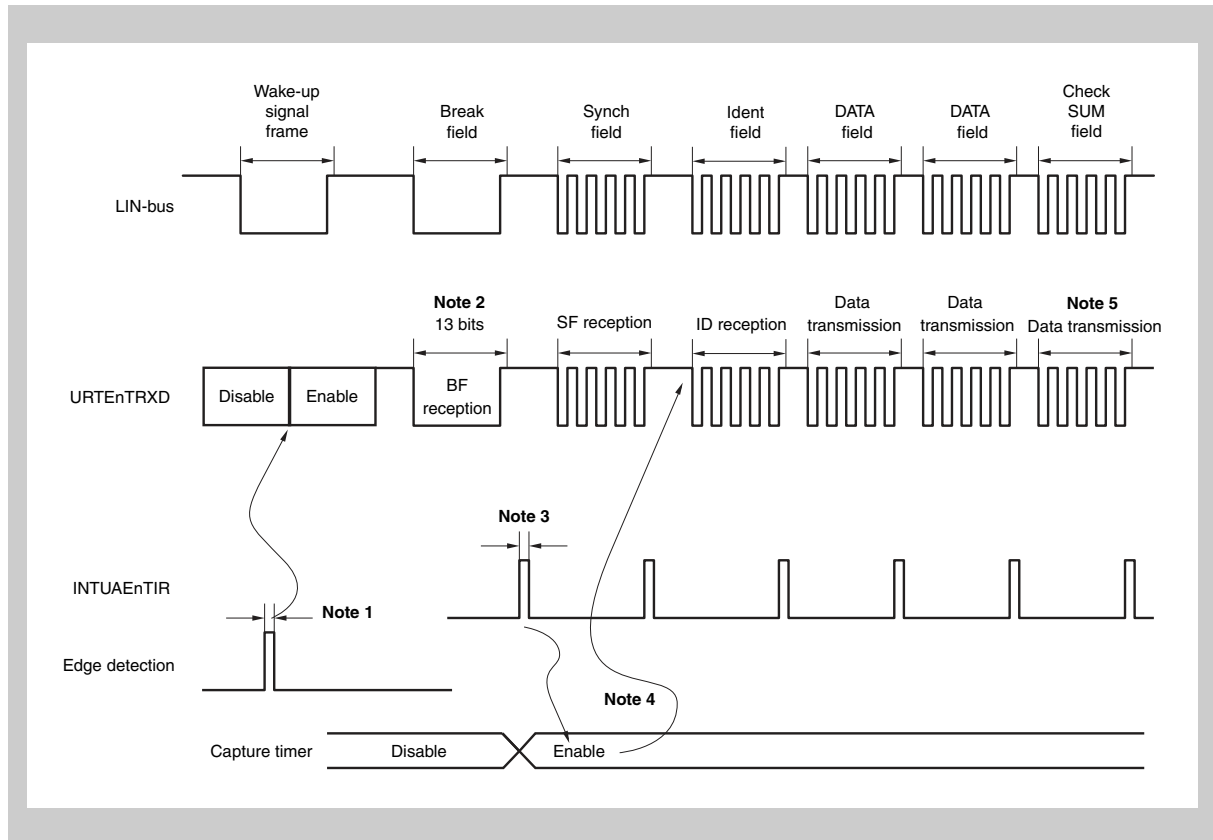 Wake-up
signal
frame
Break
field
Synch
field
Ident
field
DATA
field
DATA
field
Check
SUM
field
LIN-bus
Note 2
13 bits
SF reception
ID reception
Data
transmission
Data
transmission
Note 5
Data transmission
URTEnTRXD
Disable
Enable
BF
reception
Note 3
INTUAEnTIR
Note 1
Edge detection
Note 4
Capture timer
Disable
Enable